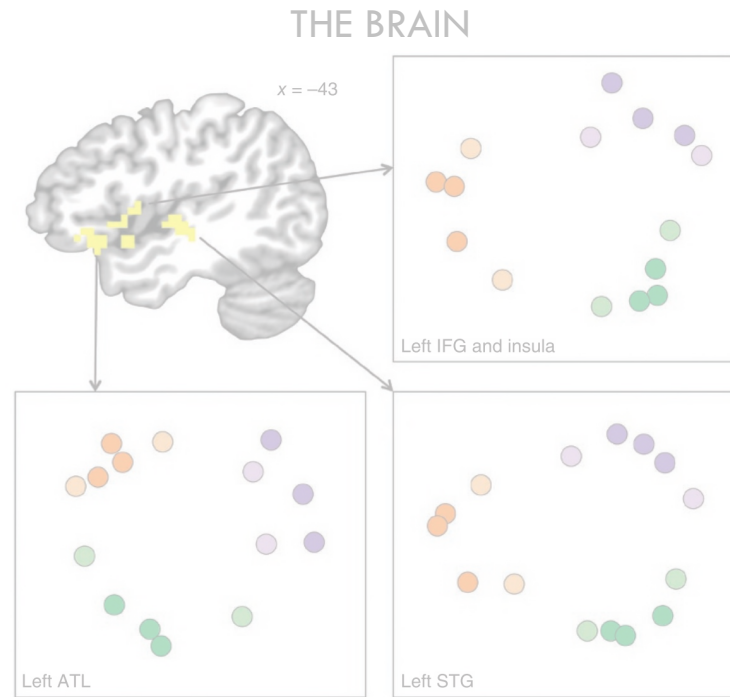 THE BRAIN
x = –43
Left IFG and insula
Left ATL
Left STG